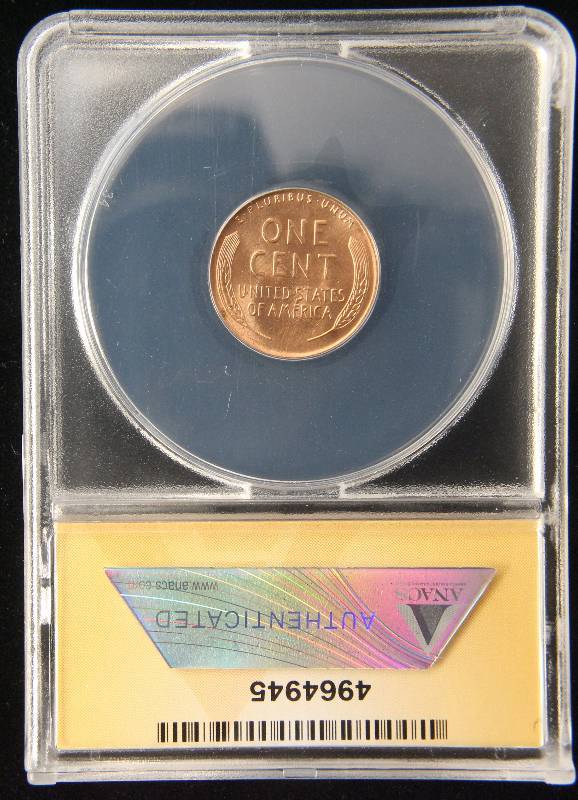 E·PLURIBUS·UNUM
ONE
CENT
UNITED STATES
OF AMERICA
4964945
AUTHENTICATED
ANACS
www.anacs.com